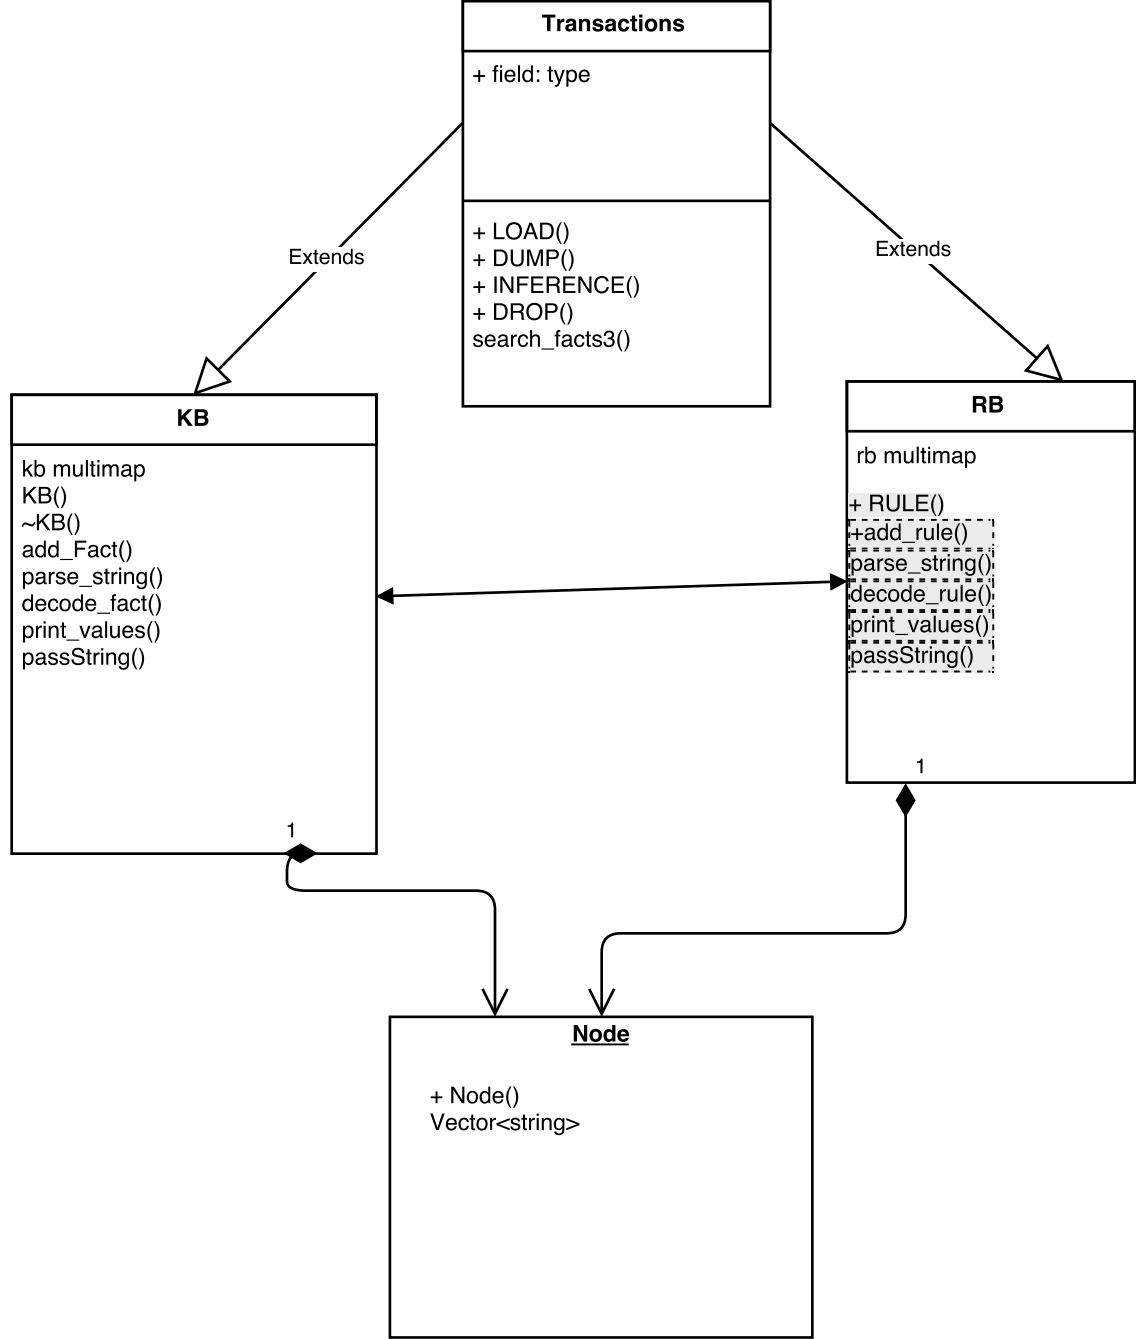 Transactions
+ field: type
+ LOAD()
+ DUMP()
+ INFERENCE()
+ DROP()
search_facts3()
Extends
Extends
KB
kb multimap
KB()
~KB()
add_Fact()
parse_string()
decode_fact()
print_values()
passString()
1
RB
rb multimap
+ RULE()
+add_rule()
parse_string()
decode_rule()
print_values()
passString()
1
Node
+ Node()
Vector<string>